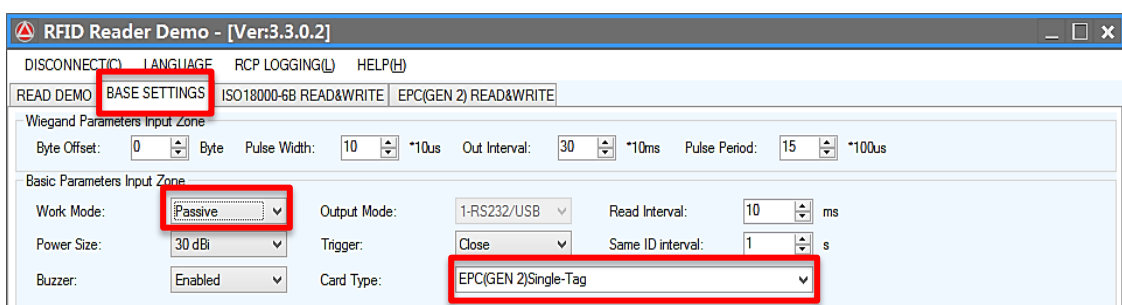 RFID Reader Demo - [Ver:3.3.0.2]
DISCONNECT(C) LANGUAGE RCP LOGGING(L) HELP(H)
READ DEMO BASE SETTINGS ISO18000-6B READ&WRITE EPC(GEN 2) READ&WRITE
Wiegand Parameters Input Zone
Byte Offset: 0 Byte Pulse Width: 10 *10us Out Interval: 30 *10ms Pulse Period: 15 *100us
Basic Parameters Input Zone
Work Mode: Passive Output Mode: 1-RS232/USB Read Interval: 10 ms
Power Size: 30 dBi Trigger: Close Same ID interval: 1 s
Buzzer: Enabled Card Type: EPC(GEN 2)Single-Tag